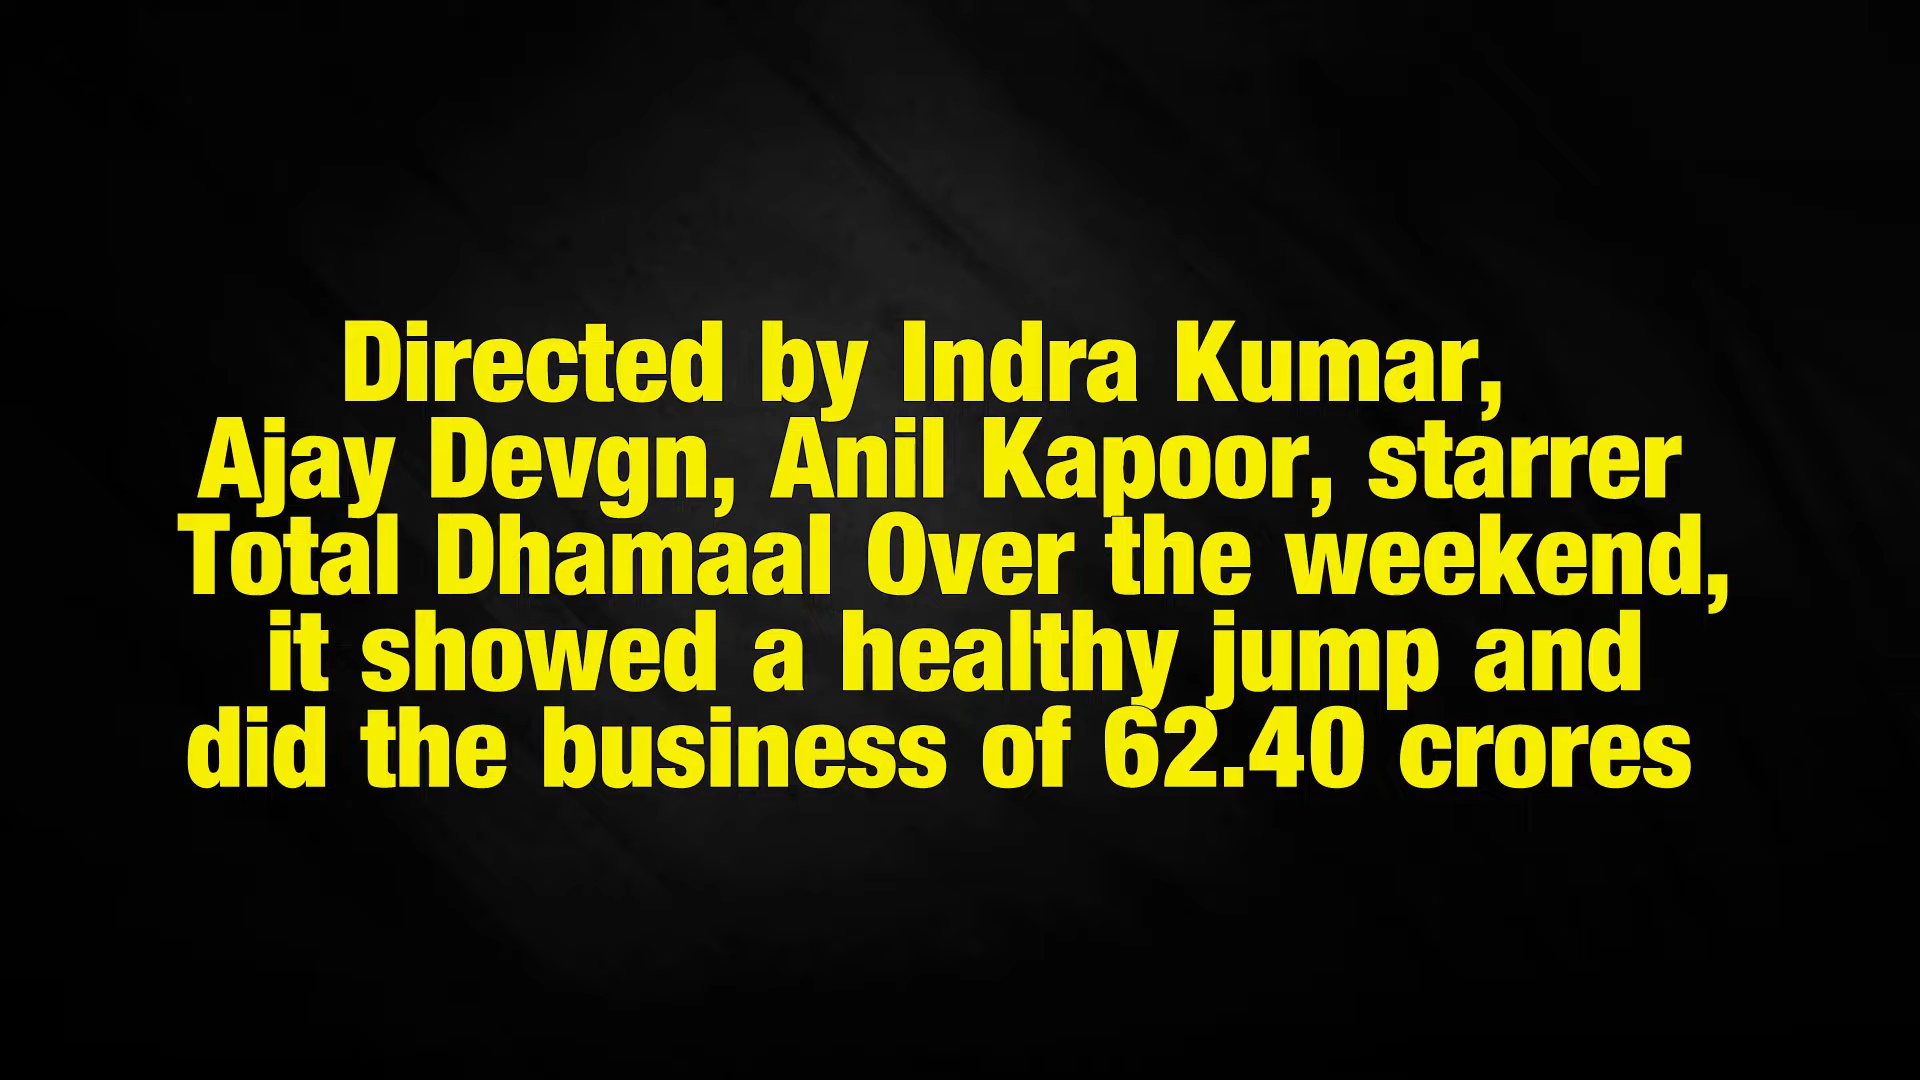 Directed by Indra Kumar,
Ajay Devgn, Anil Kapoor, starrer
Total Dhamaal Over the weekend,
it showed a healthy jump and
did the business of 62.40 crores